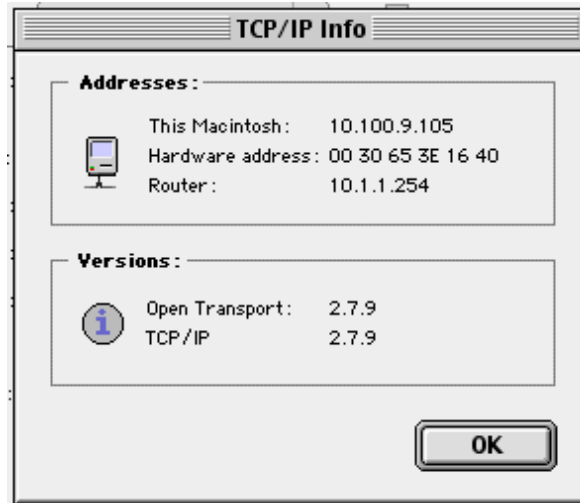 TCP/IP Info
Addresses:
This Macintosh: 10.100.9.105
Hardware address: 00 30 65 3E 16 40
Router: 10.1.1.254
Versions:
Open Transport: 2.7.9
TCP/IP 2.7.9
OK